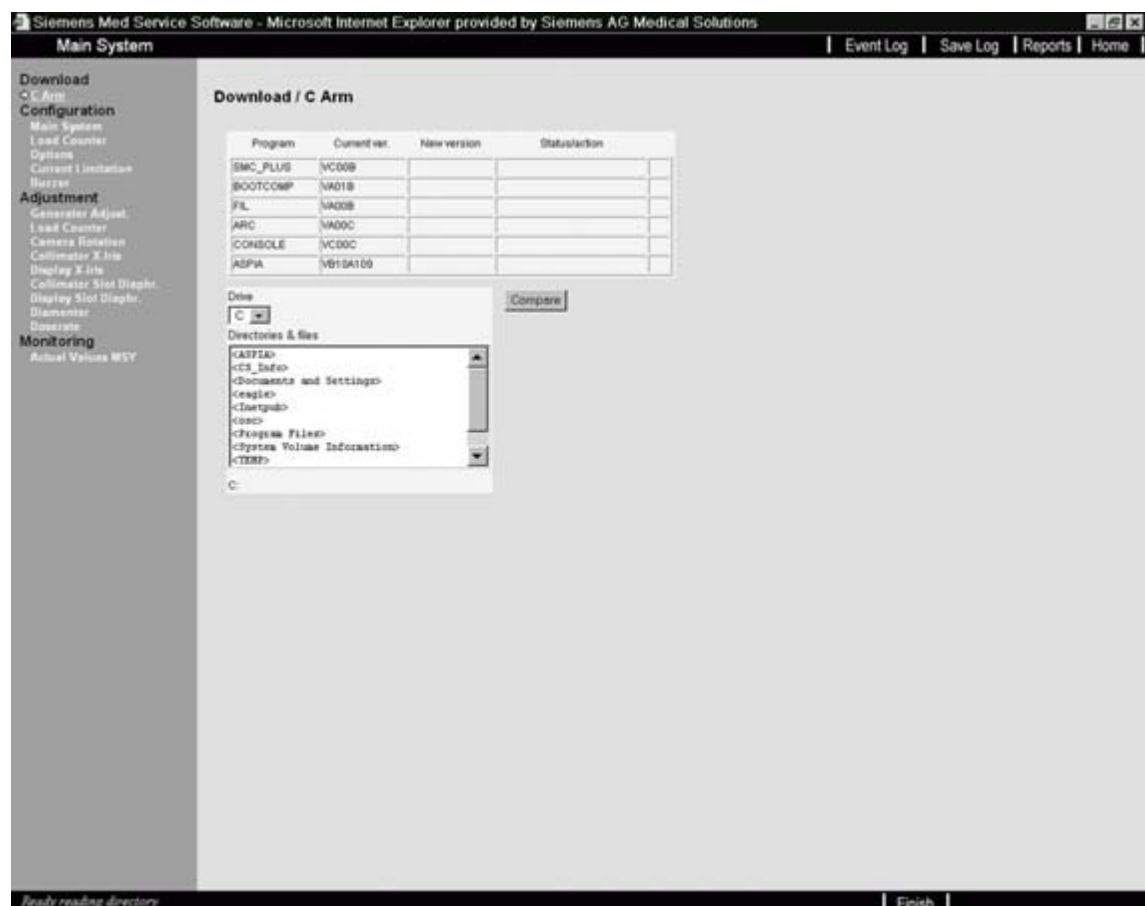 Siemens Med Service Software - Microsoft Internet Explorer provided by Siemens AG Medical Solutions
Main System
Event Log
Save Log
Reports
Home
Download
C Arm
Configuration
Main System
Load Counter
Options
Current Limitation
Buzzer
Adjustment
Generator Adjust.
Load Counter
Camera Rotation
Collimator X Iris
Display X Iris
Collimator Slot Diaphr.
Display Slot Diaphr.
Diamentor
Doserate
Monitoring
Actual Values MSY
Download / C Arm
Program Current ver. New version Status/action
SMC_PLUS VC00B
BOOTCOMP VA01B
FIL VA00B
ARC VA00C
CONSOLE VC00C
ASPIA VB10A109
Drive
C
Compare
Directories & files
<ASPIA>
<CS_Info>
<Documents and Settings>
<eagle>
<Inetpub>
<osc>
<Program Files>
<System Volume Information>
<TEMP>
C:
Ready reading directory
Finish